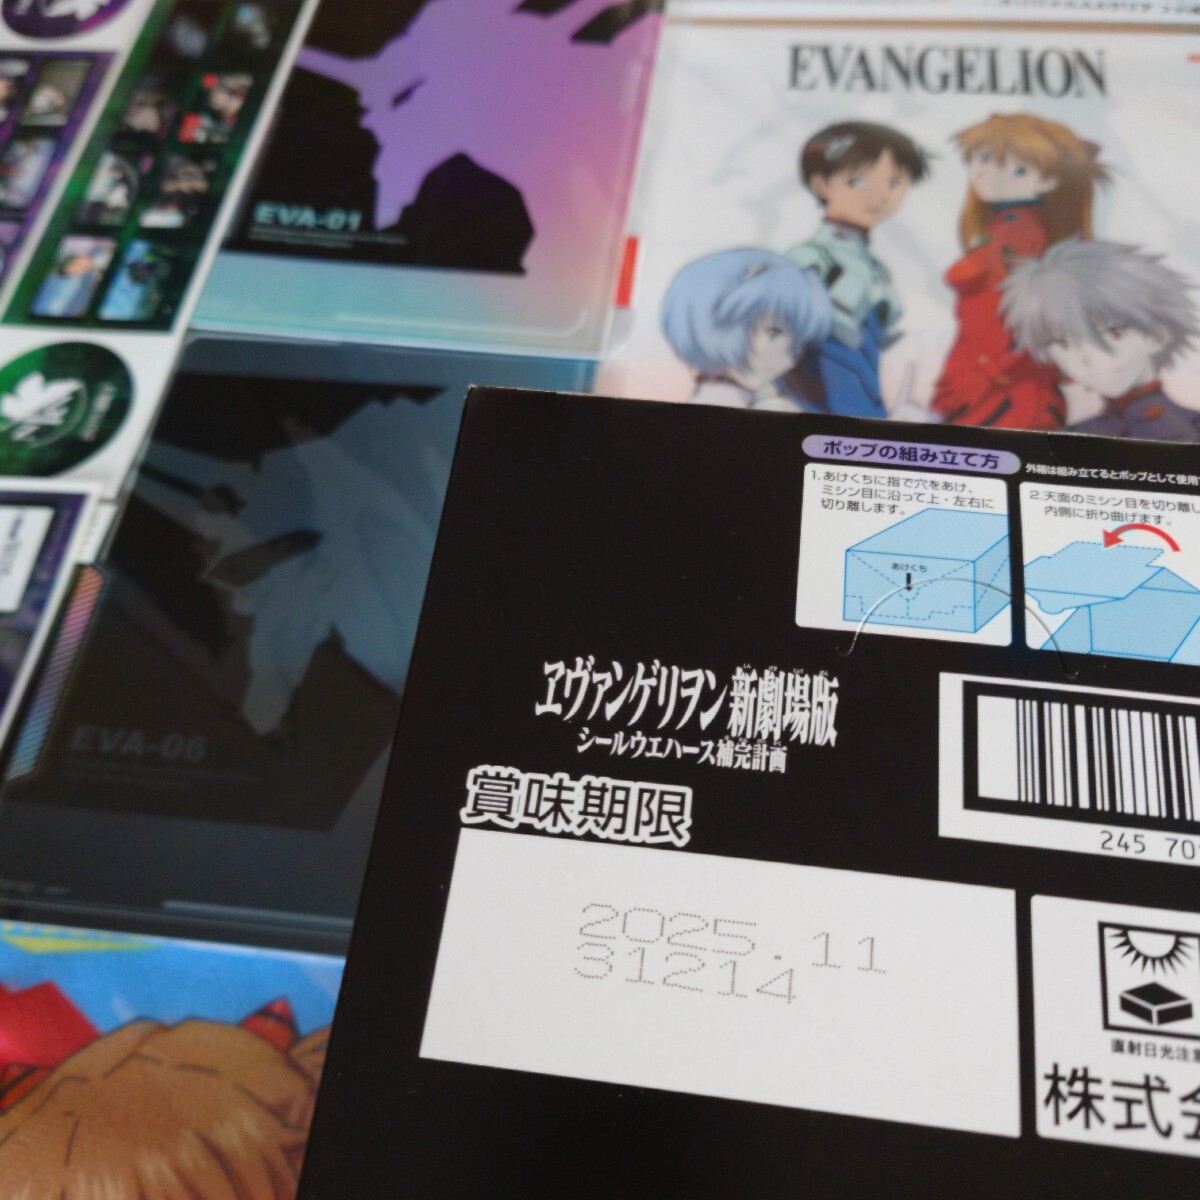 EVANGELION
EVA-01
EVA-06
ポップの組み立て方
外箱は組み立てるとポップとして使用
1.あけくちに指で穴をあけ、
ミシン目に沿って上・左右に
切り離します。
あけくち
2.天面のミシン目を切り離し
内側に折り曲げます。
ヱヴァンゲリヲン新劇場版
シールウエハース補完計画
賞味期限
2025.11
31214
245 70
直射日光注意
株式会